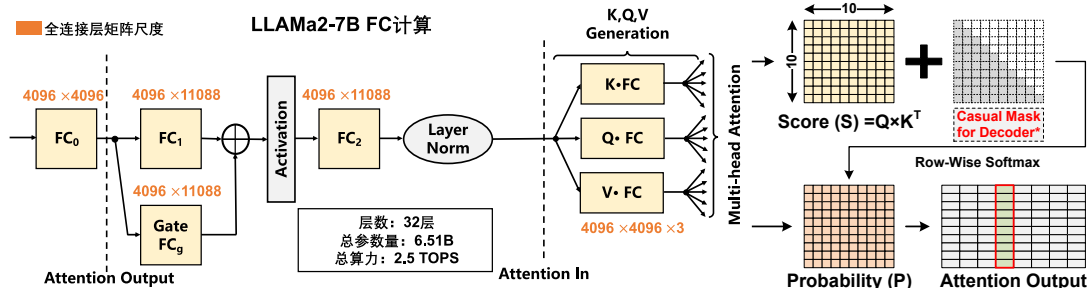 全连接层矩阵尺度
LLAMa2-7B FC计算
4096 ×4096
FC0
4096 ×11088
FC1
4096 ×11088
Gate
FCg
Attention Output
Activation
4096 ×11088
FC2
Layer
Norm
层数：32层
总参数量：6.51B
总算力：2.5 TOPS
Attention In
K,Q,V
Generation
K•FC
Q• FC
V• FC
4096 ×4096 ×3
Multi-head Attention
10
10
Score (S) =Q×K^T
Casual Mask
for Decoder*
Row-Wise Softmax
Probability (P)
Attention Output